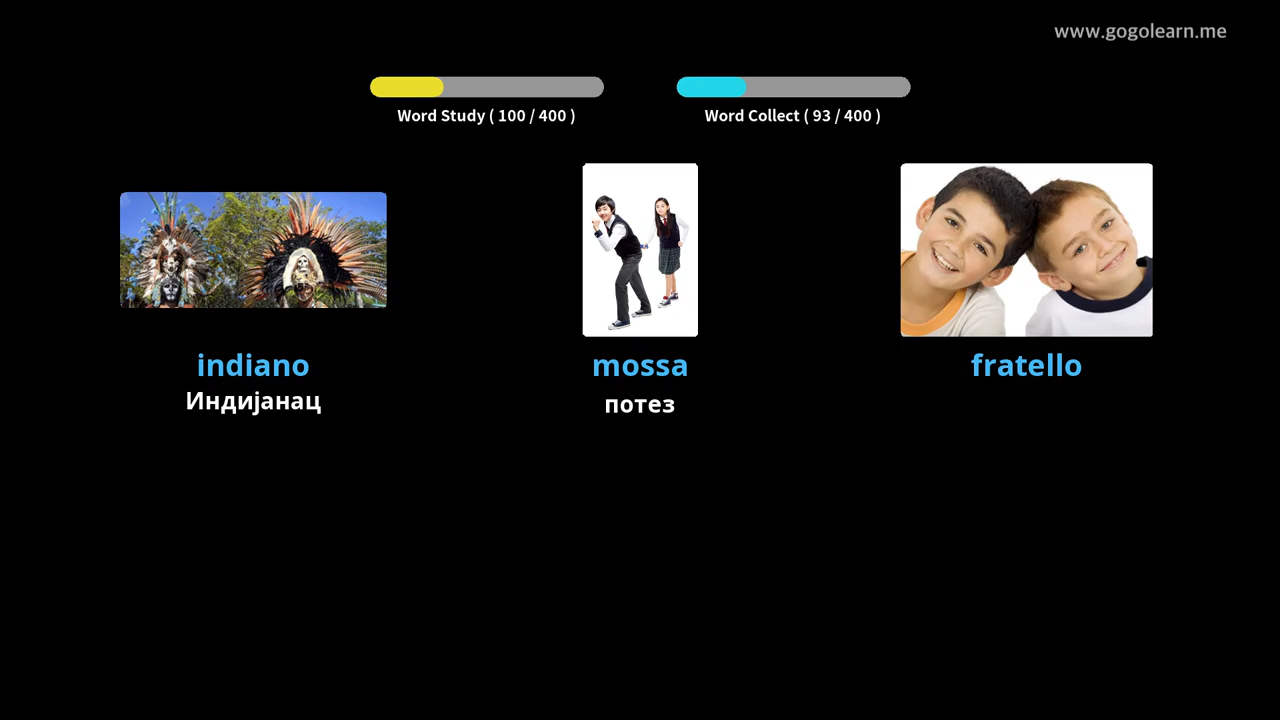 www.gogolearn.me
Word Study ( 100 / 400 )
Word Collect ( 93 / 400 )
indiano
Индијанац
mossa
потез
fratello